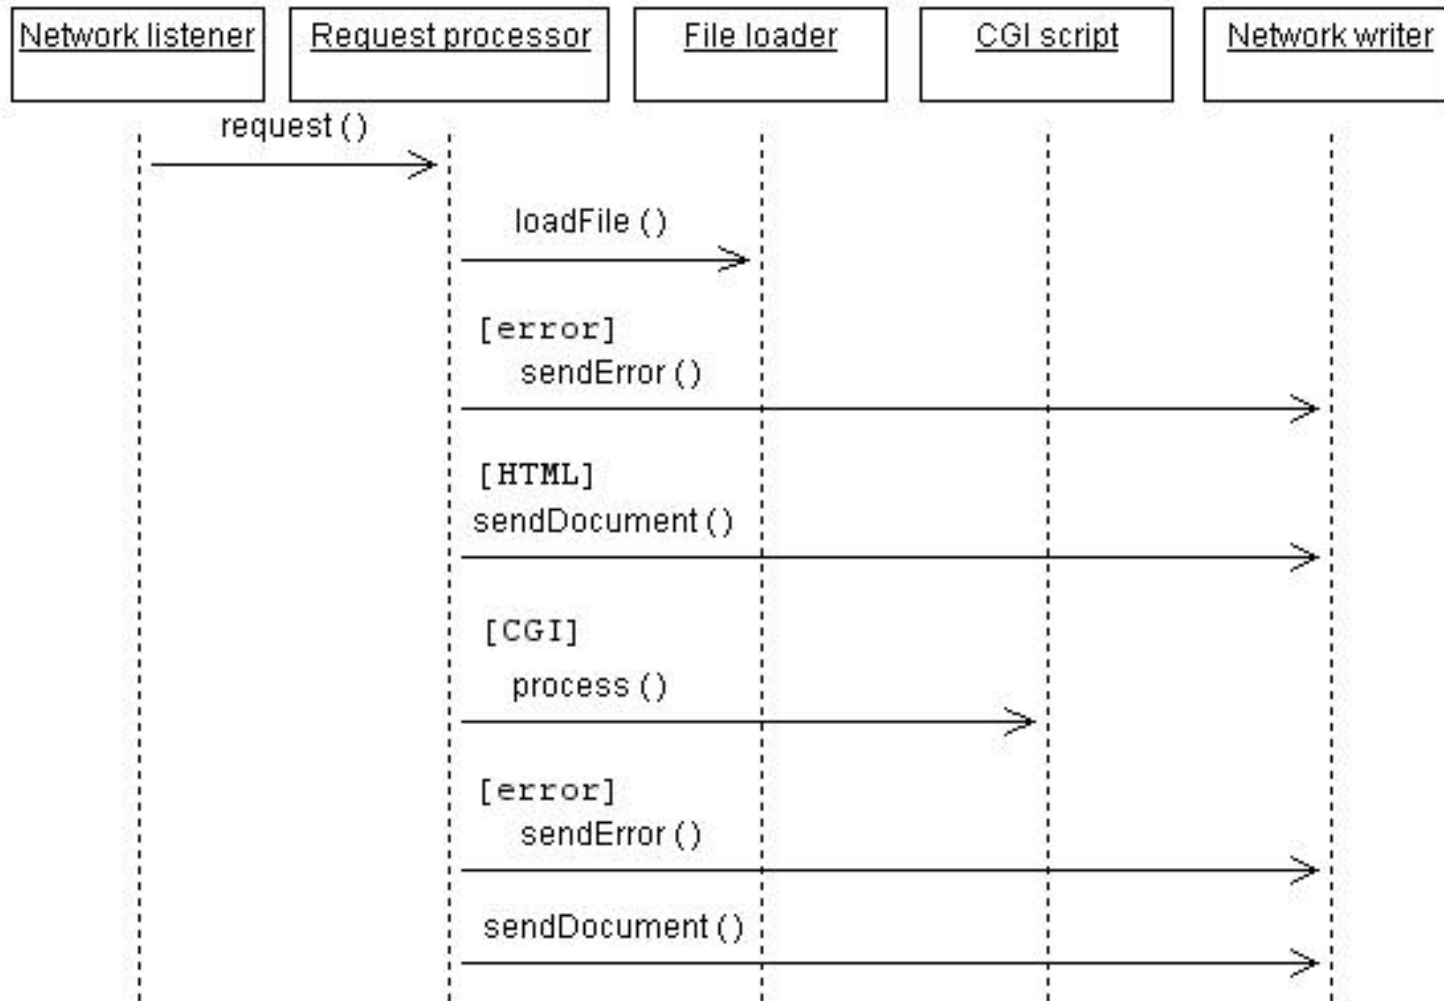 Network listener
Request processor
File loader
CGI script
Network writer
request ()
loadFile ()
[error]
sendError ()
[HTML]
sendDocument ()
[CGI]
process ()
[error]
sendError ()
sendDocument ()